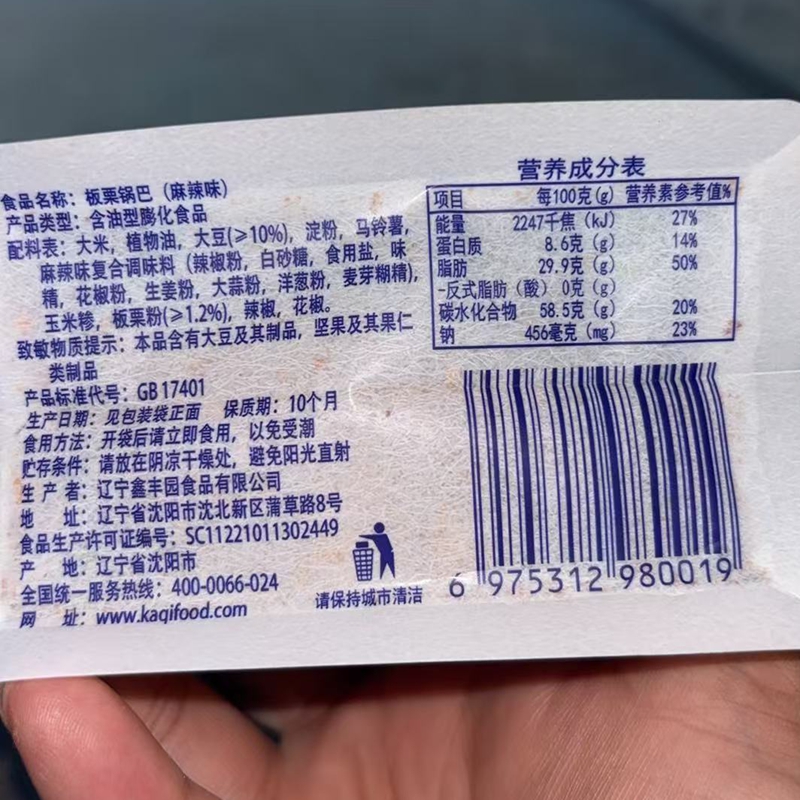 食品名称：板栗锅巴（麻辣味）
产品类型：含油型膨化食品
配料表：大米，植物油，大豆(≥10%)，淀粉，马铃薯，
麻辣味复合调味料（辣椒粉，白砂糖，食用盐，味
精，花椒粉，生姜粉，大蒜粉，洋葱粉，麦芽糊精)，
玉米糁，板栗粉(≥1.2%)，辣椒，花椒。
致敏物质提示：本品含有大豆及其制品，坚果及其果仁
类制品
产品标准代号：GB 17401
生产日期：见包装袋正面 保质期：10个月
食用方法：开袋后请立即食用，以免受潮
贮存条件：请放在阴凉干燥处，避免阳光直射
生产者：辽宁鑫丰园食品有限公司
地 址：辽宁省沈阳市沈北新区蒲草路8号
食品生产许可证编号：SC11221011302449
产 地：辽宁省沈阳市
全国统一服务热线：400-0066-024
网 址：www.kaqifood.com
请保持城市清洁
营养成分表
项目 每100克(g) 营养素参考值%
能量 2247千焦（kJ） 27%
蛋白质 8.6克（g） 14%
脂肪 29.9克（g） 50%
-反式脂肪（酸）0克（g）
碳水化合物 58.5克（g） 20%
钠 456毫克（mg） 23%
6 975312 980019